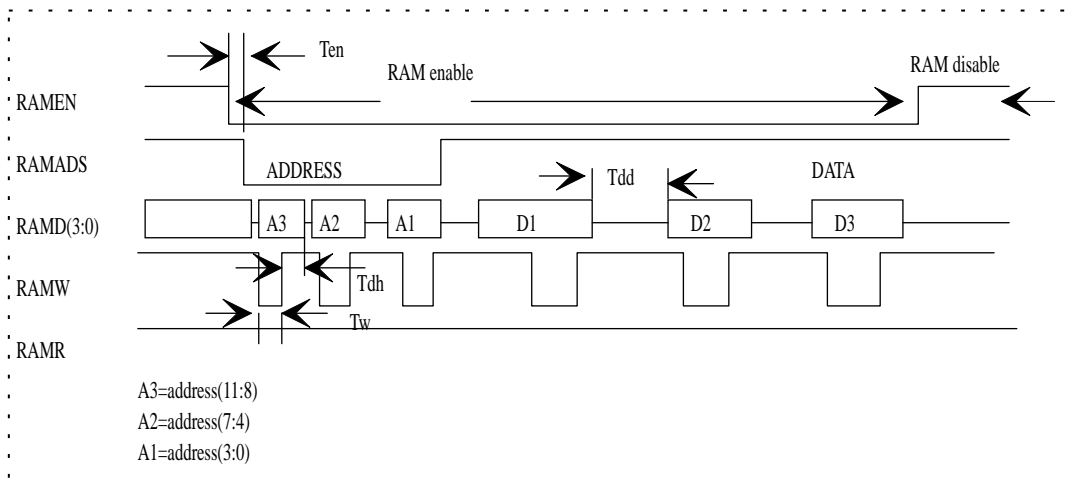 Ten
RAM enable
RAM disable
RAMEN
RAMADS
ADDRESS
Tdd
DATA
RAMD(3:0)
A3
A2
A1
D1
D2
D3
RAMW
Tdh
Tw
RAMR
A3=address(11:8)
A2=address(7:4)
A1=address(3:0)